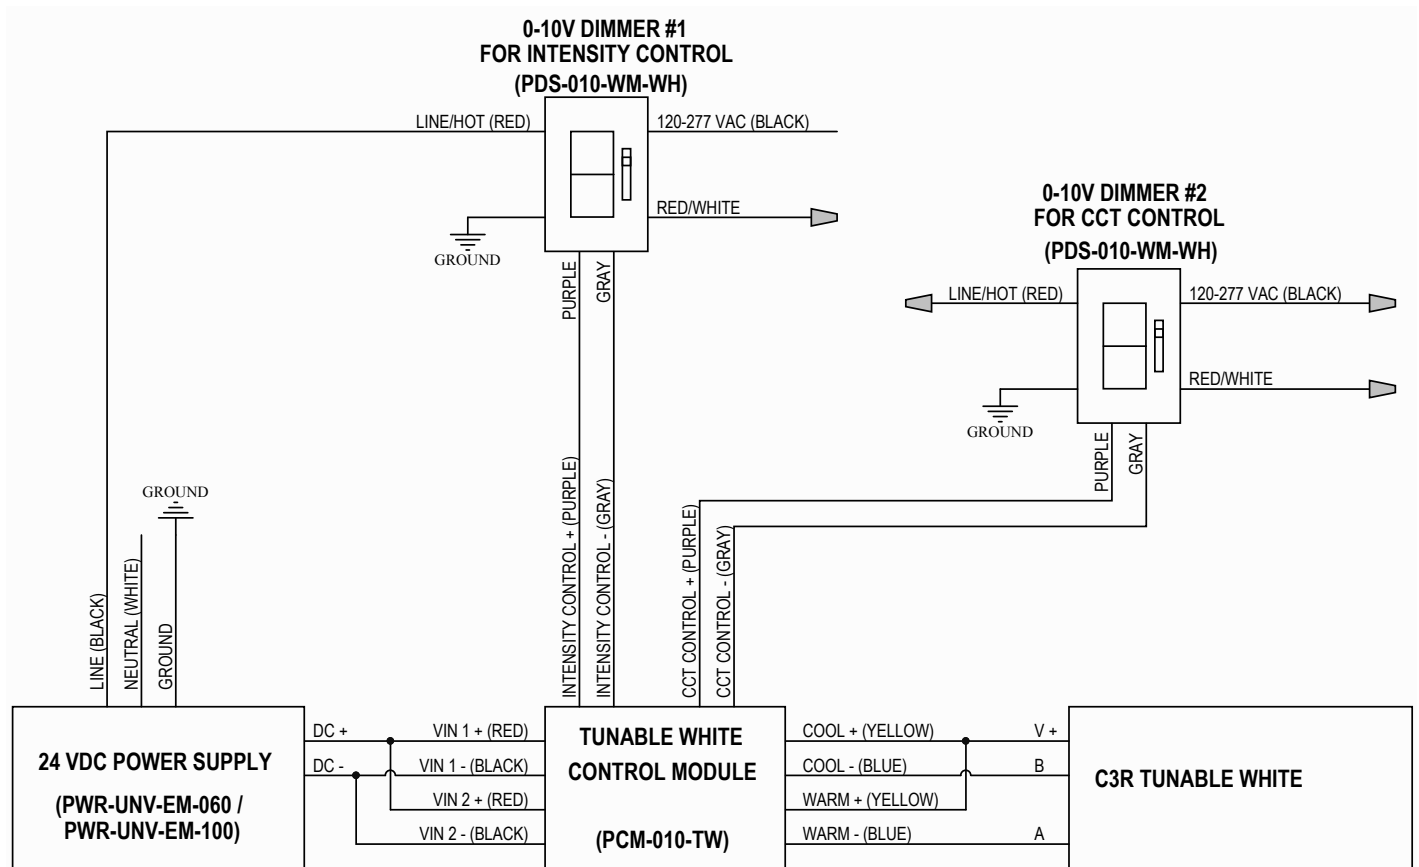 0-10V DIMMER #1
FOR INTENSITY CONTROL
(PDS-010-WM-WH)
LINE/HOT (RED)
120-277 VAC (BLACK)
RED/WHITE
GROUND
PURPLE
GRAY
0-10V DIMMER #2
FOR CCT CONTROL
(PDS-010-WM-WH)
LINE/HOT (RED)
120-277 VAC (BLACK)
RED/WHITE
GROUND
PURPLE
GRAY
GROUND
LINE (BLACK)
NEUTRAL (WHITE)
GROUND
INTENSITY CONTROL + (PURPLE)
INTENSITY CONTROL - (GRAY)
CCT CONTROL + (PURPLE)
CCT CONTROL - (GRAY)
24 VDC POWER SUPPLY
(PWR-UNV-EM-060 /
PWR-UNV-EM-100)
DC +
DC -
VIN 1 + (RED)
VIN 1 - (BLACK)
VIN 2 + (RED)
VIN 2 - (BLACK)
TUNABLE WHITE
CONTROL MODULE
(PCM-010-TW)
COOL + (YELLOW)
COOL - (BLUE)
WARM + (YELLOW)
WARM - (BLUE)
V +
B
A
C3R TUNABLE WHITE